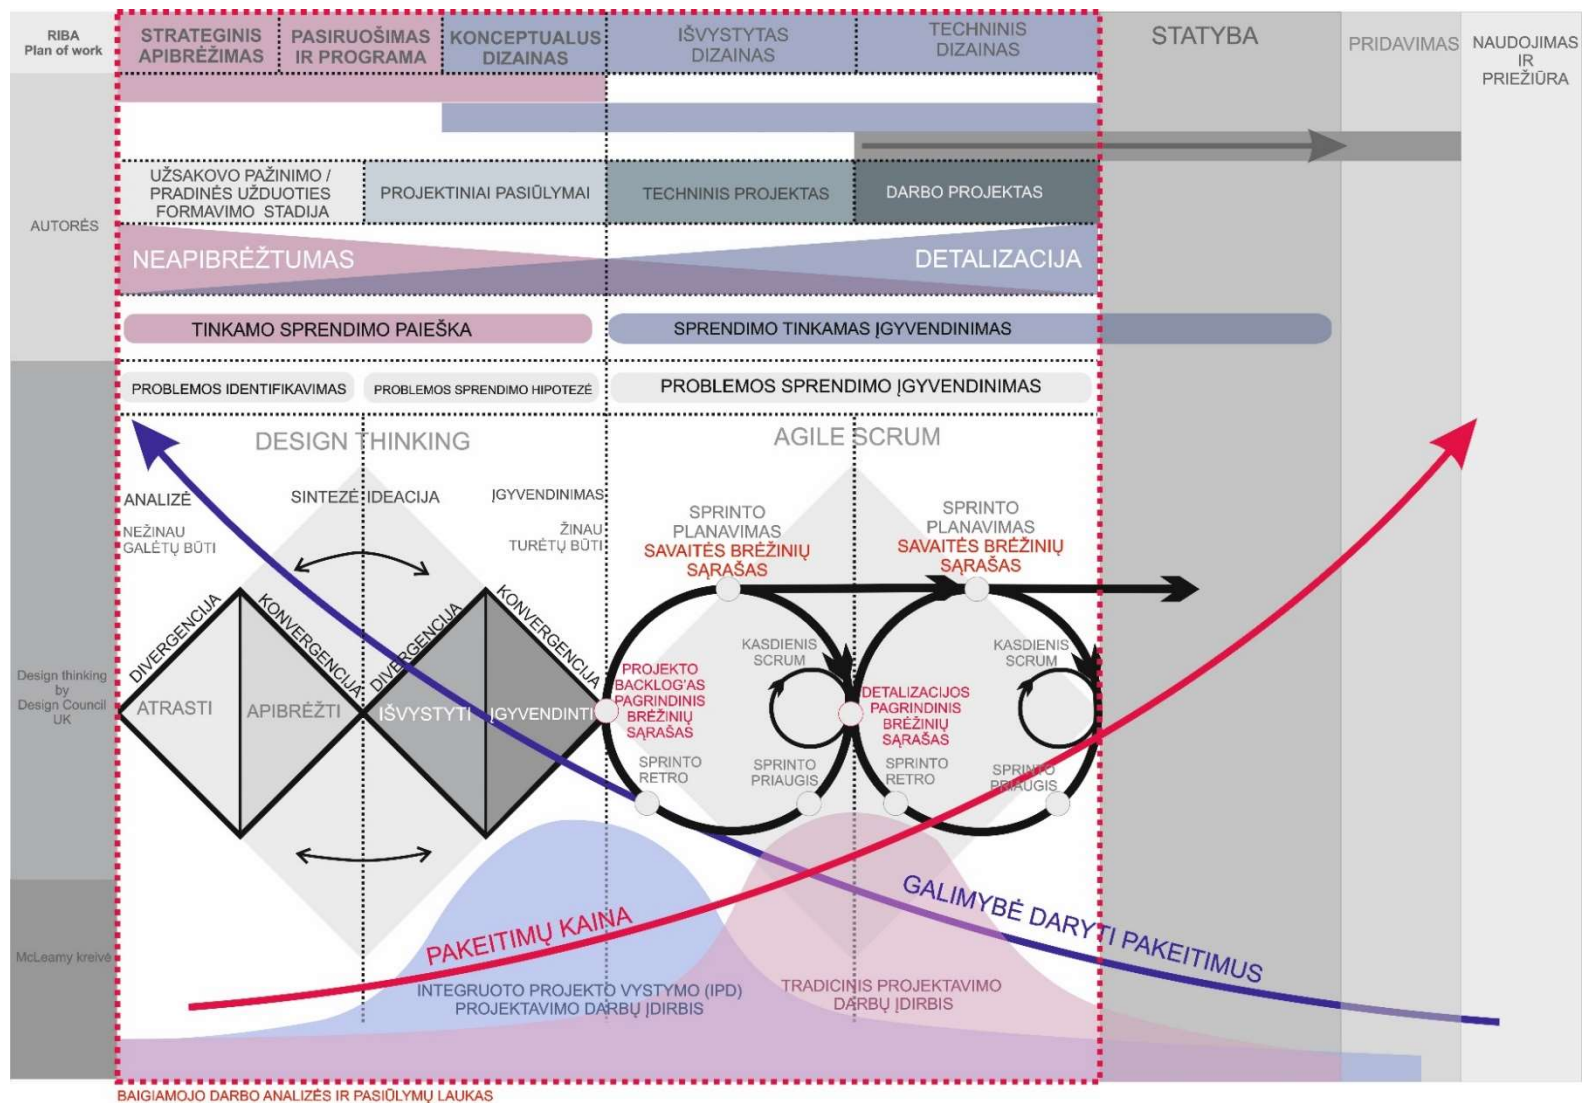 RIBA
Plan of work
STRATEGINIS
APIBRĖŽIMAS
PASIRUOŠIMAS
IR PROGRAMA
KONCEPTUALUS
DIZAINAS
IŠVYSTYTAS
DIZAINAS
TECHNINIS
DIZAINAS
STATYBA
PRIDAVIMAS
NAUDOJIMAS
IR
PRIEŽIŪRA
AUTORĖS
UŽSAKOVO PAŽINIMO /
PRADINĖS UŽDUOTIES
FORMAVIMO STADIJA
PROJEKTINIAI PASIŪLYMAI
TECHNINIS PROJEKTAS
DARBO PROJEKTAS
NEAPIBRĖŽTUMAS
DETALIZACIJA
TINKAMO SPRENDIMO PAIEŠKA
SPRENDIMO TINKAMAS ĮGYVENDINIMAS
PROBLEMOS IDENTIFIKAVIMAS
PROBLEMOS SPRENDIMO HIPOTEZĖ
PROBLEMOS SPRENDIMO ĮGYVENDINIMAS
DESIGN THINKING
AGILE SCRUM
ANALIZĖ
SINTEZĖ
IDEACIJA
ĮGYVENDINIMAS
NEŽINAU
GALĖTŲ BŪTI
ŽINAU
TURĖTŲ BŪTI
SPRINTO
PLANAVIMAS
SAVAITĖS BRĖŽINIŲ
SĄRAŠAS
SPRINTO
PLANAVIMAS
SAVAITĖS BRĖŽINIŲ
SĄRAŠAS
DIVERGENCIJA
KONVERGENCIJA
DIVERGENCIJA
KONVERGENCIJA
Design thinking
by
Design Council
UK
ATRASTI
APIBRĖŽTI
IŠVYSTYTI
ĮGYVENDINTI
PROJEKTO
BACKLOG'AS
PAGRINDINIS
BRĖŽINIŲ
SĄRAŠAS
KASDIENIS
SCRUM
DETALIZACIJOS
PAGRINDINIS
BRĖŽINIŲ
SĄRAŠAS
KASDIENIS
SCRUM
SPRINTO
RETRO
SPRINTO
PRIAUGIS
SPRINTO
RETRO
SPRINTO
PRIAUGIS
McLeamy kreivė
PAKEITIMŲ KAINA
GALIMYBĖ DARYTI PAKEITIMUS
INTEGRUOTO PROJEKTO VYSTYMO (IPD)
PROJEKTAVIMO DARBŲ ĮDIRBIS
TRADICINIS PROJEKTAVIMO
DARBŲ ĮDIRBIS
BAIGIAMOJO DARBO ANALIZĖS IR PASIŪLYMŲ LAUKAS